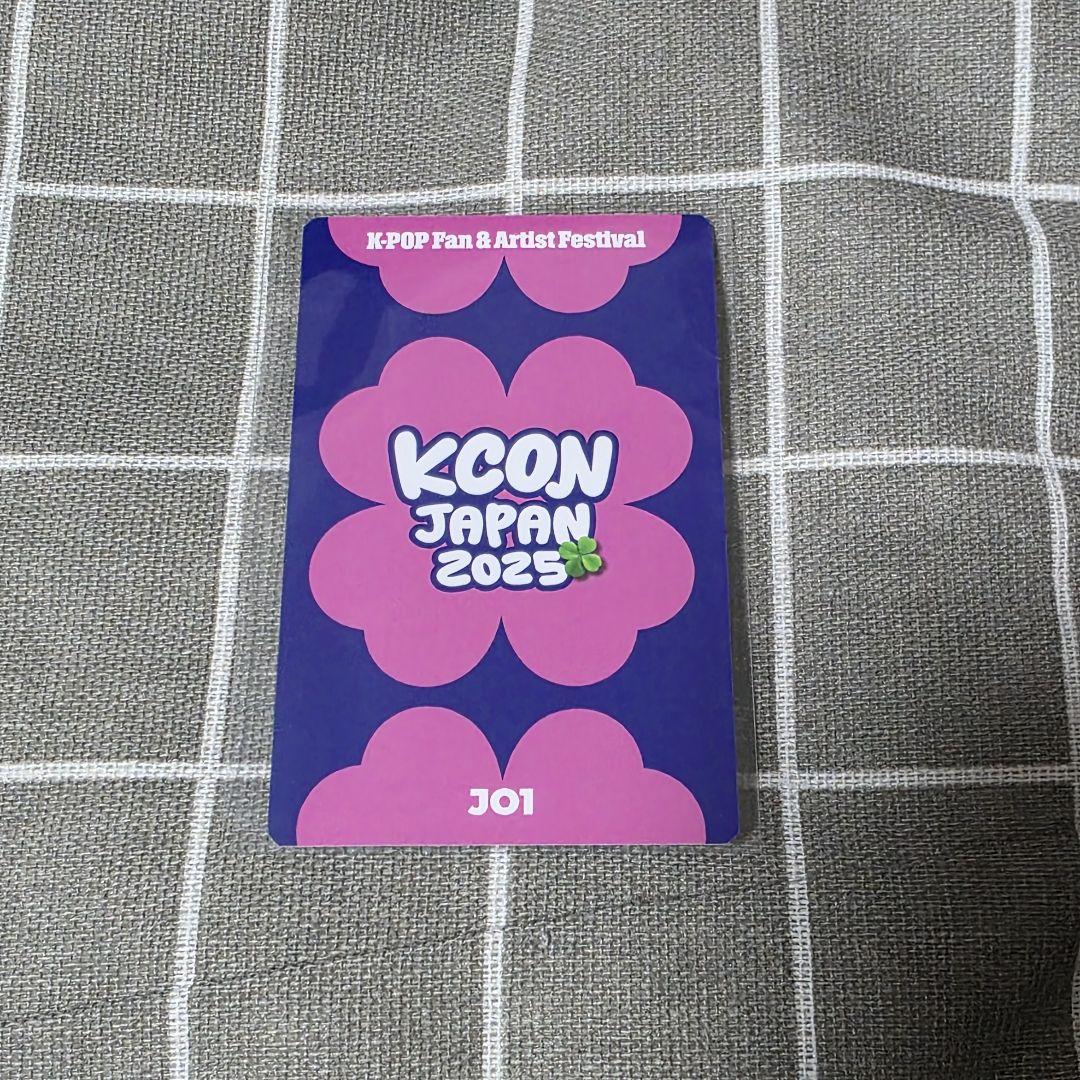 K-POP Fan & Artist Festival
KCON
JAPAN
2025
JO1